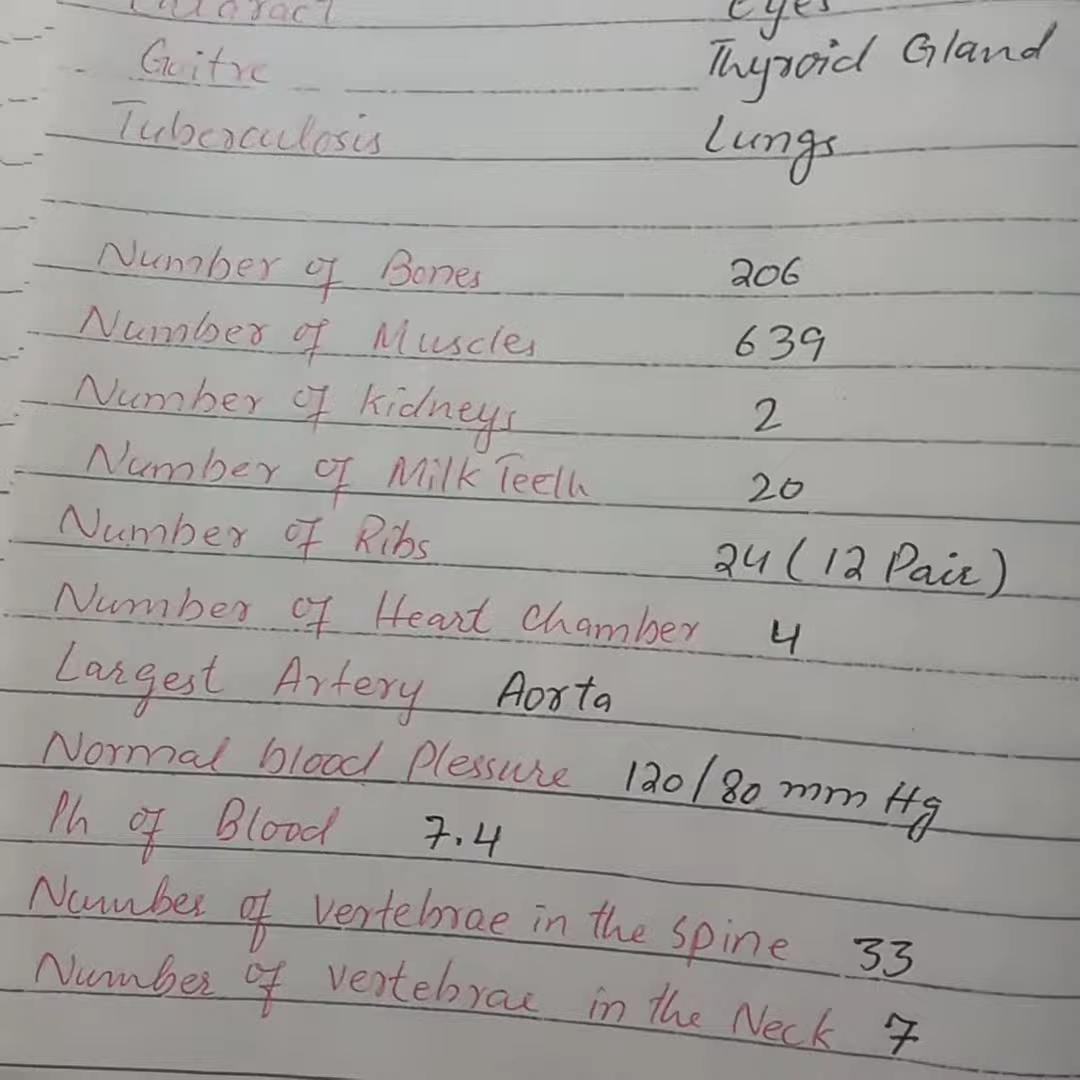 Cataract eyes
Goitre Thyroid Gland
Tuberculosis Lungs
Number of Bones 206
Number of Muscles 639
Number of kidneys 2
Number of Milk Teeth 20
Number of Ribs 24 (12 Pair)
Number of Heart chamber 4
Largest Artery Aorta
Normal blood Plessure 120/80 mm Hg
Ph of Blood 7.4
Number of vertebrae in the spine 33
Number of vertebrae in the Neck 7